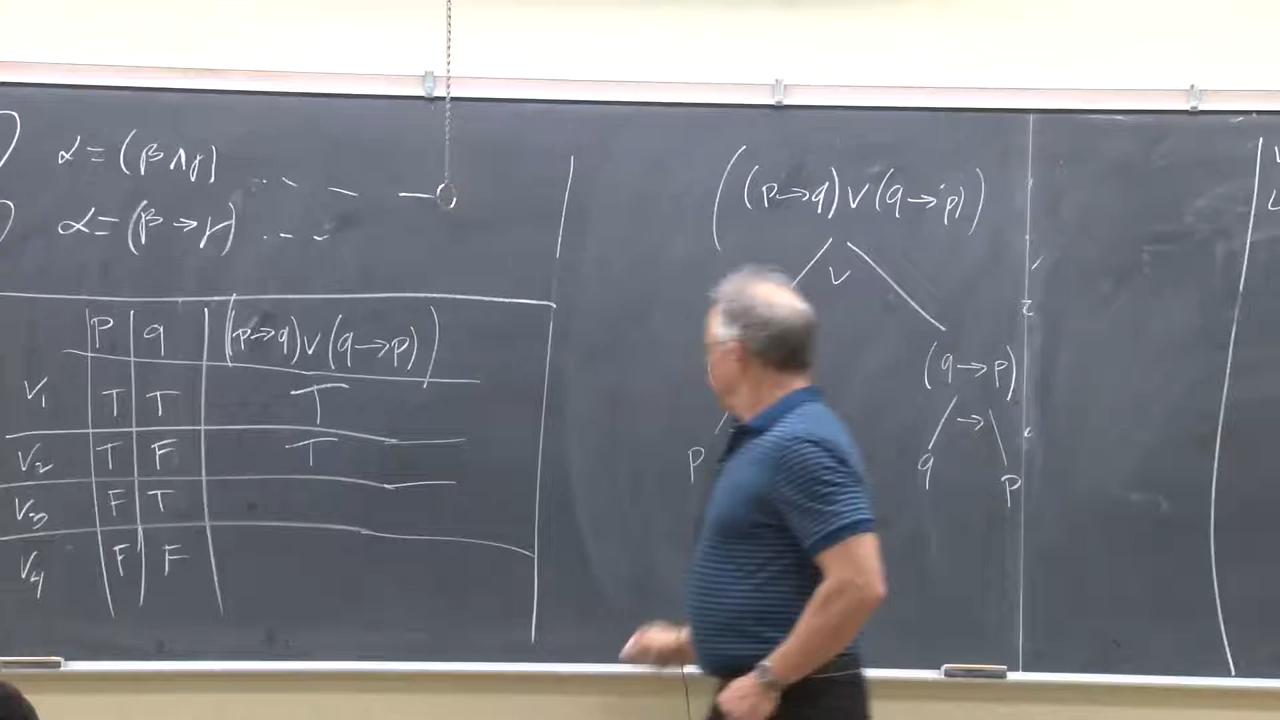 ) α = (β ∧ γ) . . - - -
) α = (β → γ) . - - -
p q ((p→q)∨(q→p))
V1 T T T
V2 T F T
V3 F T
V4 F F
((p→q)∨(q→p))
∨
(q→p)
→
p q p